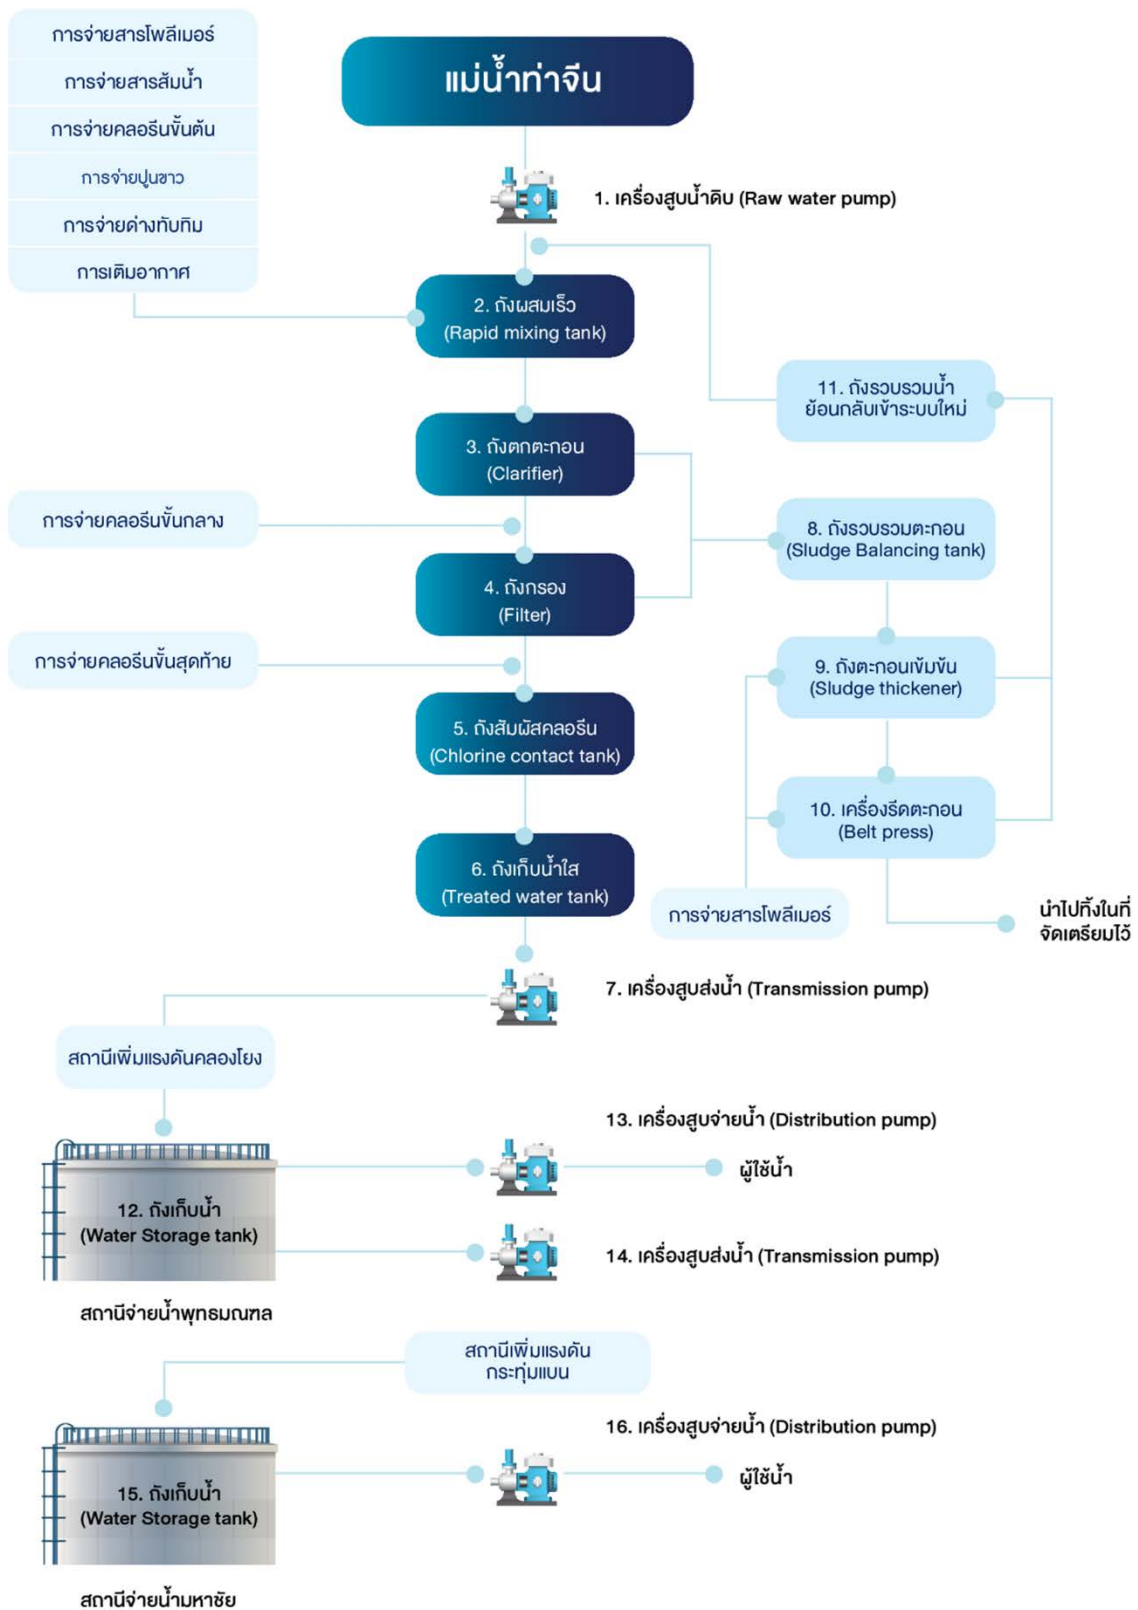 การจ่ายสารโพลีเมอร์
การจ่ายสารส้มน้ำ
การจ่ายคลอรีนขั้นต้น
การจ่ายปูนขาว
การจ่ายด่างทับทิม
การเติมอากาศ
แม่น้ำท่าจีน
1. เครื่องสูบน้ำดิบ (Raw water pump)
2. ถังผสมเร็ว
(Rapid mixing tank)
11. ถังรวบรวมน้ำ
ย้อนกลับเข้าระบบใหม่
3. ถังตกตะกอน
(Clarifier)
การจ่ายคลอรีนขั้นกลาง
8. ถังรวบรวมตะกอน
(Sludge Balancing tank)
4. ถังกรอง
(Filter)
การจ่ายคลอรีนขั้นสุดท้าย
9. ถังตะกอนเข้มข้น
(Sludge thickener)
5. ถังสัมผัสคลอรีน
(Chlorine contact tank)
10. เครื่องรีดตะกอน
(Belt press)
6. ถังเก็บน้ำใส
(Treated water tank)
การจ่ายสารโพลีเมอร์
นำไปทิ้งในที่
จัดเตรียมไว้
7. เครื่องสูบส่งน้ำ (Transmission pump)
สถานีเพิ่มแรงดันคลองโยง
13. เครื่องสูบจ่ายน้ำ (Distribution pump)
ผู้ใช้น้ำ
12. ถังเก็บน้ำ
(Water Storage tank)
14. เครื่องสูบส่งน้ำ (Transmission pump)
สถานีจ่ายน้ำพุทธมณฑล
สถานีเพิ่มแรงดัน
กระทุ่มแบน
16. เครื่องสูบจ่ายน้ำ (Distribution pump)
ผู้ใช้น้ำ
15. ถังเก็บน้ำ
(Water Storage tank)
สถานีจ่ายน้ำมหาชัย